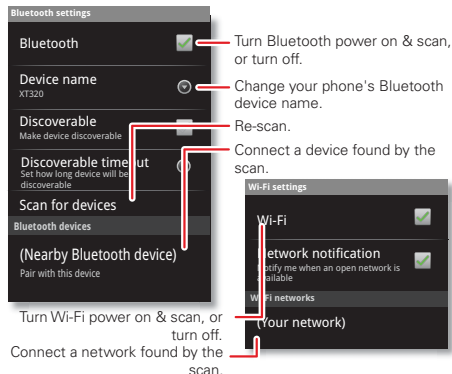 Bluetooth settings
Bluetooth
Device name
XT320
Discoverable
Make device discoverable
Discoverable timeout
Set how long device will be
discoverable
Scan for devices
Bluetooth devices
(Nearby Bluetooth device)
Pair with this device
Turn Bluetooth power on & scan,
or turn off.
Change your phone's Bluetooth
device name.
Re-scan.
Connect a device found by the
scan.
Wi-Fi settings
Wi-Fi
Network notification
Notify me when an open network is
available
Wi-Fi networks
(Your network)
Turn Wi-Fi power on & scan, or
turn off.
Connect a network found by the
scan.